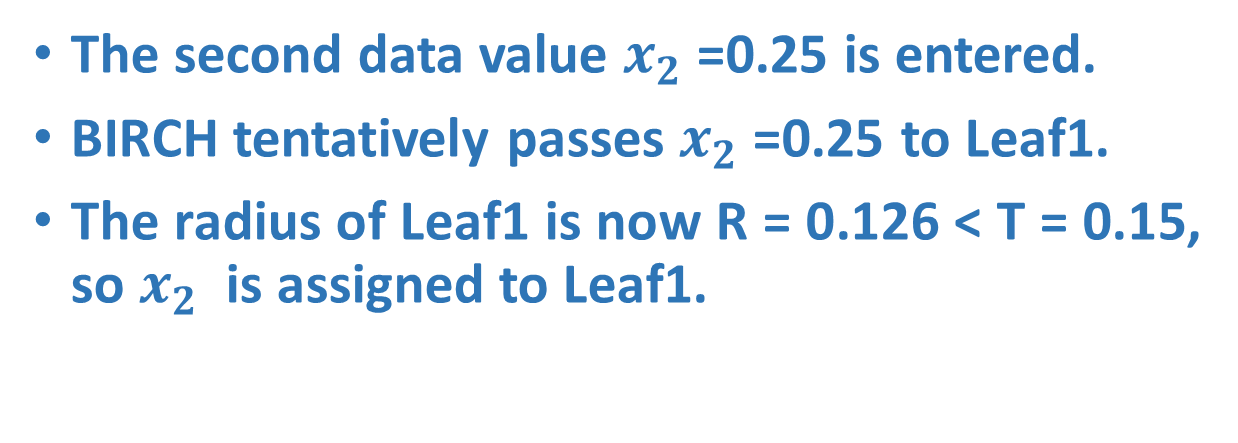 • The second data value x₂ =0.25 is entered.
• BIRCH tentatively passes x₂ =0.25 to Leaf1.
• The radius of Leaf1 is now R = 0.126 < T = 0.15,
so x₂ is assigned to Leaf1.